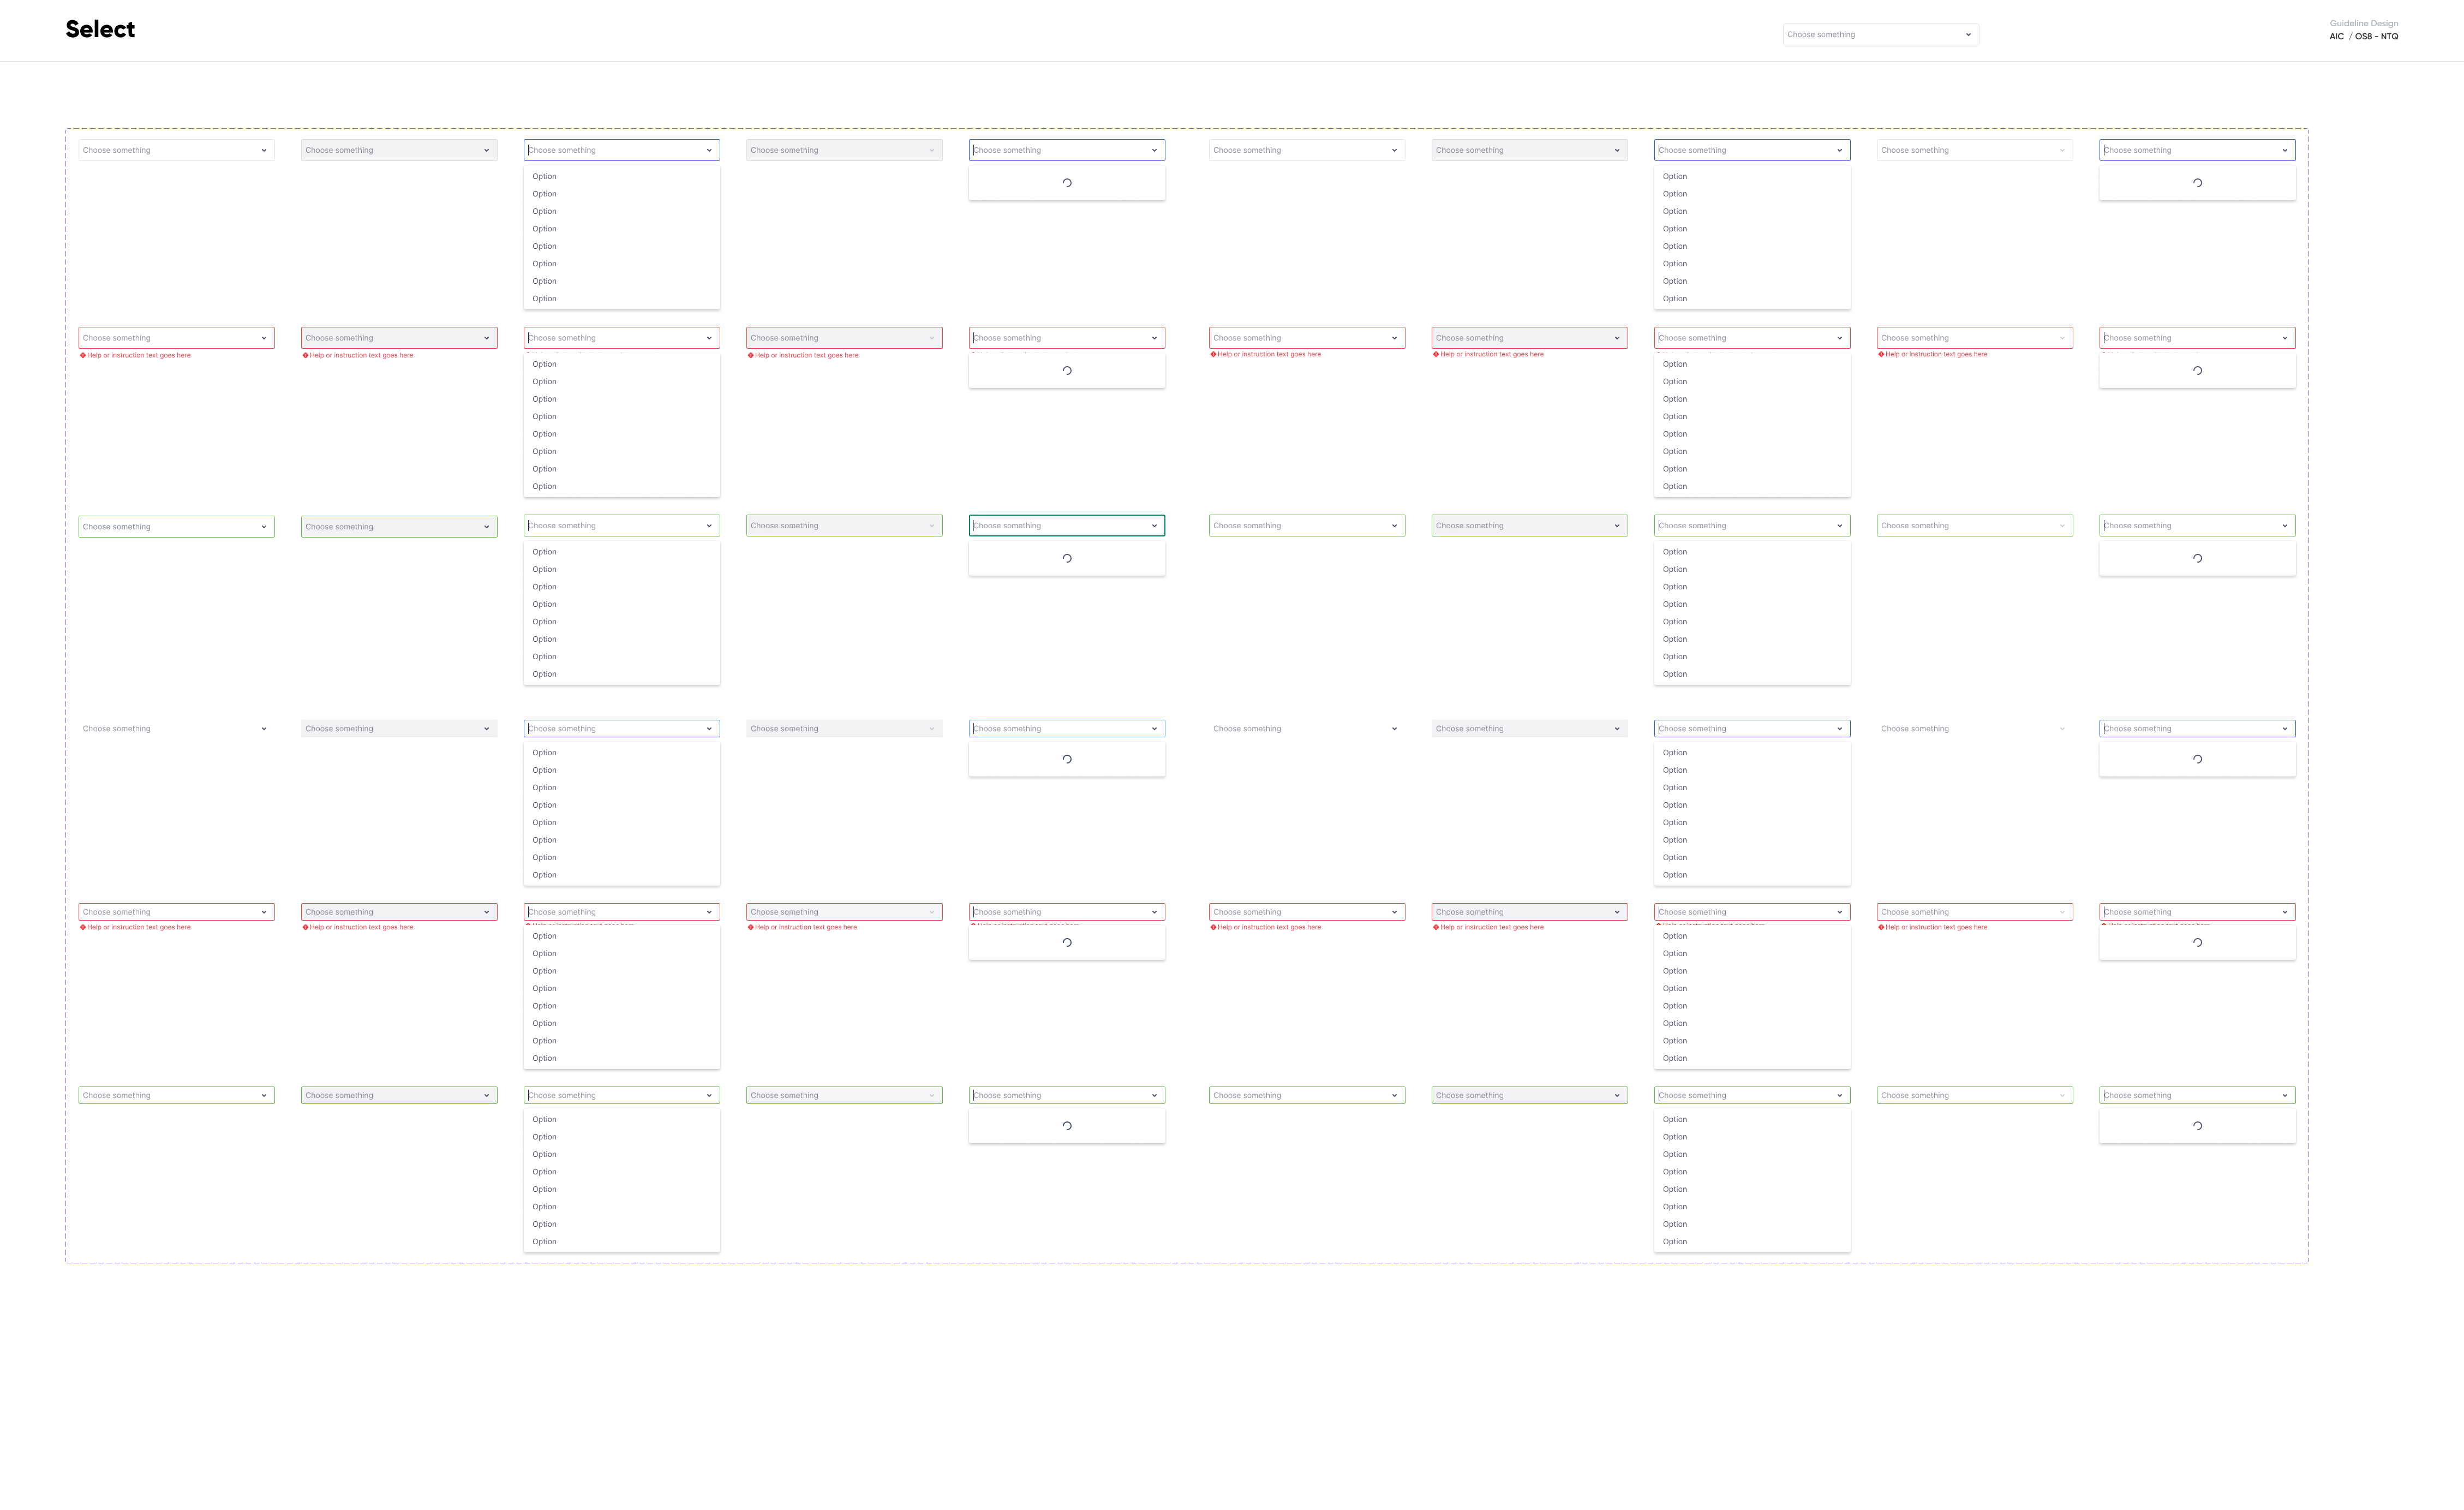 Select
Choose something
Guideline Design
AIC / OS8 - NTQ
Choose something Choose something Choose something Choose something Choose something Choose something Choose something Choose something Choose something Choose something
Option Option
Option Option
Option Option
Option Option
Option Option
Option Option
Option Option
Option Option
Choose something Choose something Choose something Choose something Choose something Choose something Choose something Choose something Choose something Choose something
Help or instruction text goes here Help or instruction text goes here Help or instruction text goes here Help or instruction text goes here Help or instruction text goes here Help or instruction text goes here
Option Option
Option Option
Option Option
Option Option
Option Option
Option Option
Option Option
Option Option
Choose something Choose something Choose something Choose something Choose something Choose something Choose something Choose something Choose something Choose something
Option Option
Option Option
Option Option
Option Option
Option Option
Option Option
Option Option
Option Option
Choose something Choose something Choose something Choose something Choose something Choose something Choose something Choose something Choose something Choose something
Option Option
Option Option
Option Option
Option Option
Option Option
Option Option
Option Option
Option Option
Choose something Choose something Choose something Choose something Choose something Choose something Choose something Choose something Choose something Choose something
Help or instruction text goes here Help or instruction text goes here Help or instruction text goes here Help or instruction text goes here Help or instruction text goes here Help or instruction text goes here
Option Option
Option Option
Option Option
Option Option
Option Option
Option Option
Option Option
Option Option
Choose something Choose something Choose something Choose something Choose something Choose something Choose something Choose something Choose something Choose something
Option Option
Option Option
Option Option
Option Option
Option Option
Option Option
Option Option
Option Option